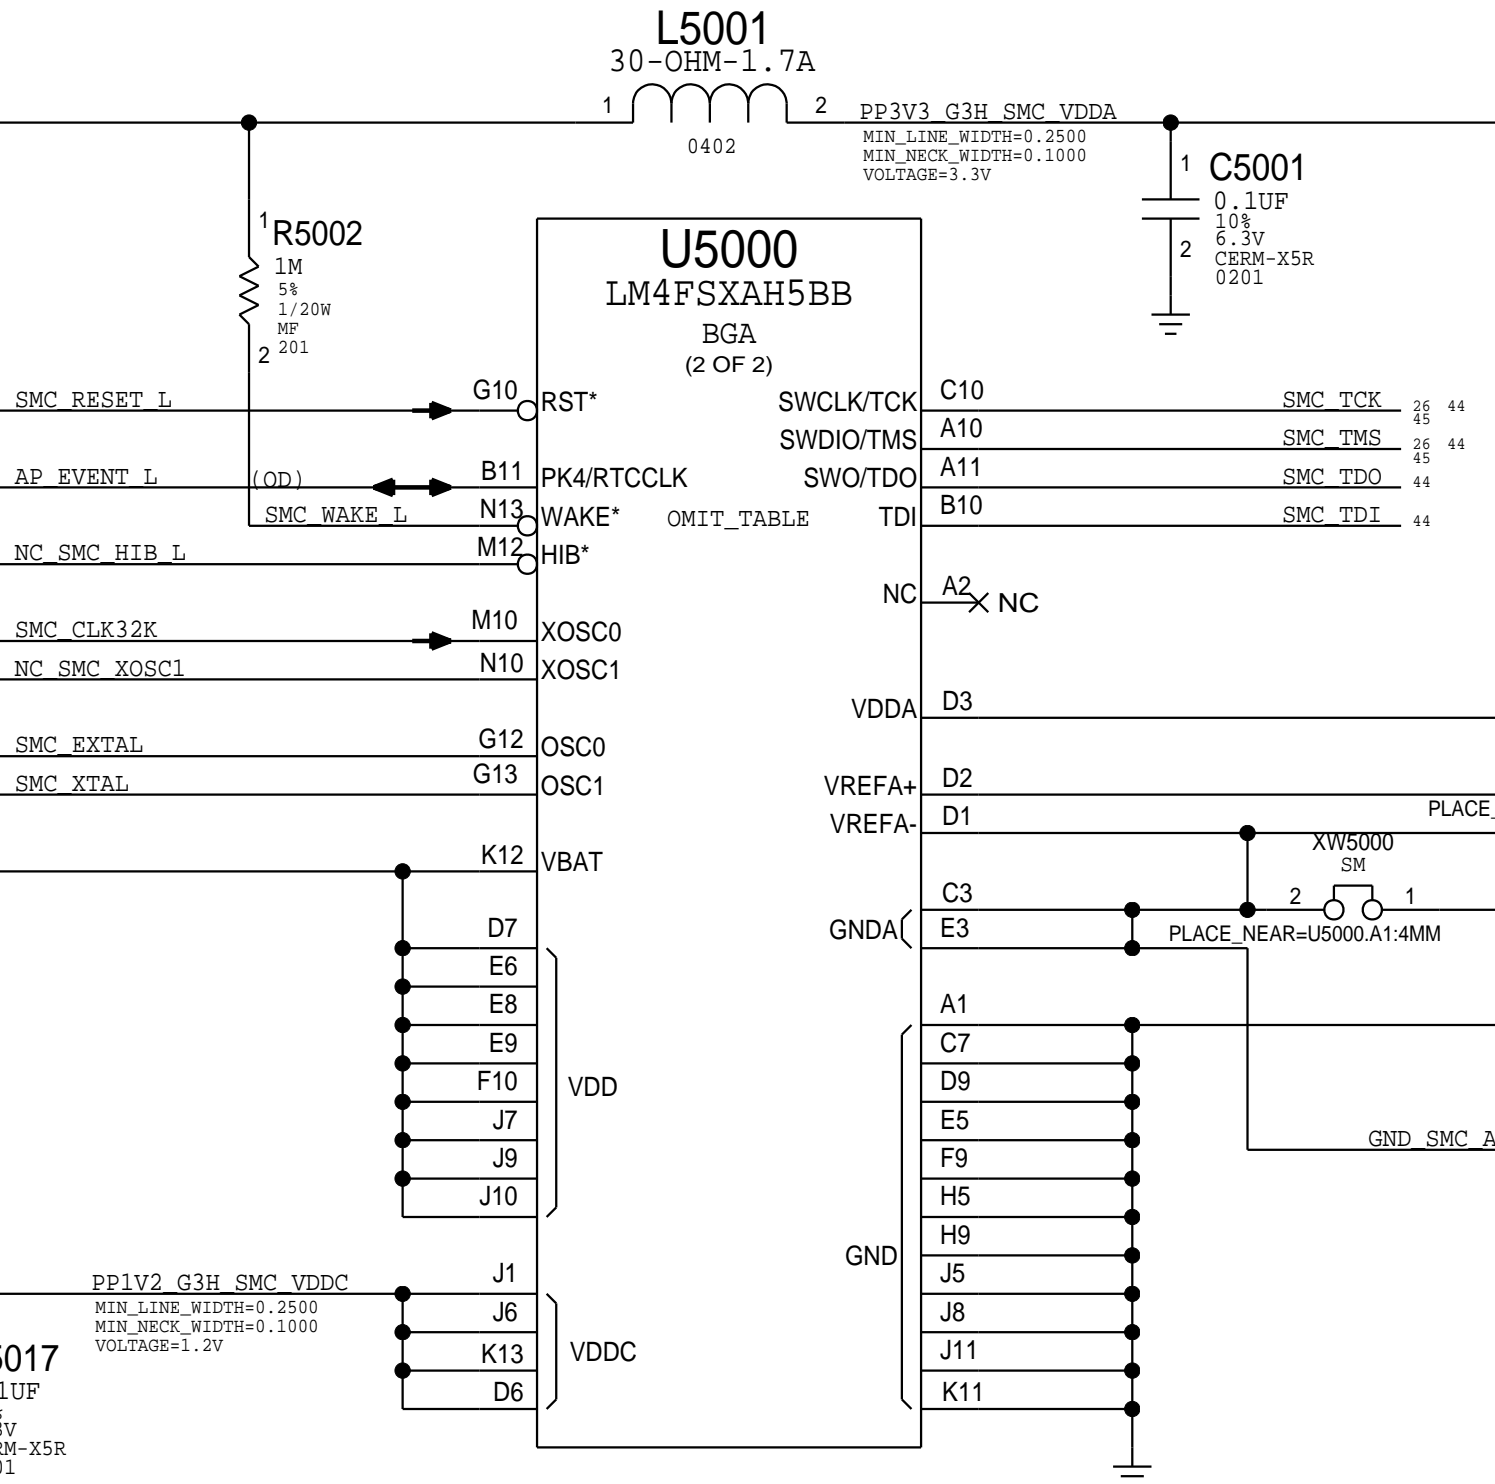 L5001
30-OHM-1.7A
1
2
0402
PP3V3_G3H_SMC_VDDA
MIN_LINE_WIDTH=0.2500
MIN_NECK_WIDTH=0.1000
VOLTAGE=3.3V
1
C5001
0.1UF
10%
6.3V
CERM-X5R
0201
2
1
R5002
1M
5%
1/20W
MF
201
2
U5000
LM4FSXAH5BB
BGA
(2 OF 2)
OMIT_TABLE
SMC_RESET_L
G10
RST*
AP_EVENT_L
(OD)
B11
PK4/RTCCLK
SMC_WAKE_L
N13
WAKE*
NC_SMC_HIB_L
M12
HIB*
SMC_CLK32K
M10
XOSC0
NC_SMC_XOSC1
N10
XOSC1
SMC_EXTAL
G12
OSC0
SMC_XTAL
G13
OSC1
K12
VBAT
D7
E6
E8
E9
F10
J7
J9
J10
VDD
PP1V2_G3H_SMC_VDDC
MIN_LINE_WIDTH=0.2500
MIN_NECK_WIDTH=0.1000
VOLTAGE=1.2V
J1
J6
K13
D6
VDDC
5017
1UF
V
RM-X5R
01
SWCLK/TCK
C10
SMC_TCK
26 44
45
SWDIO/TMS
A10
SMC_TMS
26 44
45
SWO/TDO
A11
SMC_TDO
44
TDI
B10
SMC_TDI
44
NC
A2
NC
VDDA
D3
VREFA+
D2
VREFA-
D1
PLACE_
XW5000
SM
2
1
PLACE_NEAR=U5000.A1:4MM
GNDA
C3
E3
GND_SMC_A
GND
A1
C7
D9
E5
F9
H5
H9
J5
J8
J11
K11